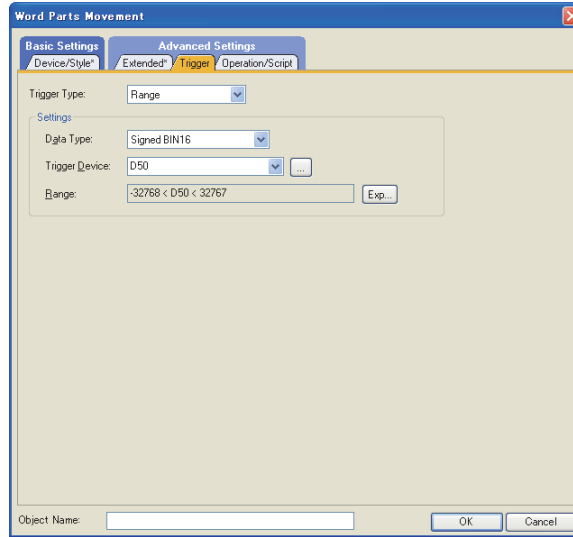 Word Parts Movement
Basic Settings
Advanced Settings
Device/Style*
Extended*
Trigger
Operation/Script
Trigger Type:
Range
Settings
Data Type:
Signed BIN16
Trigger Device:
D50
...
Range:
-32768 < D50 < 32767
Exp...
Object Name:
OK
Cancel